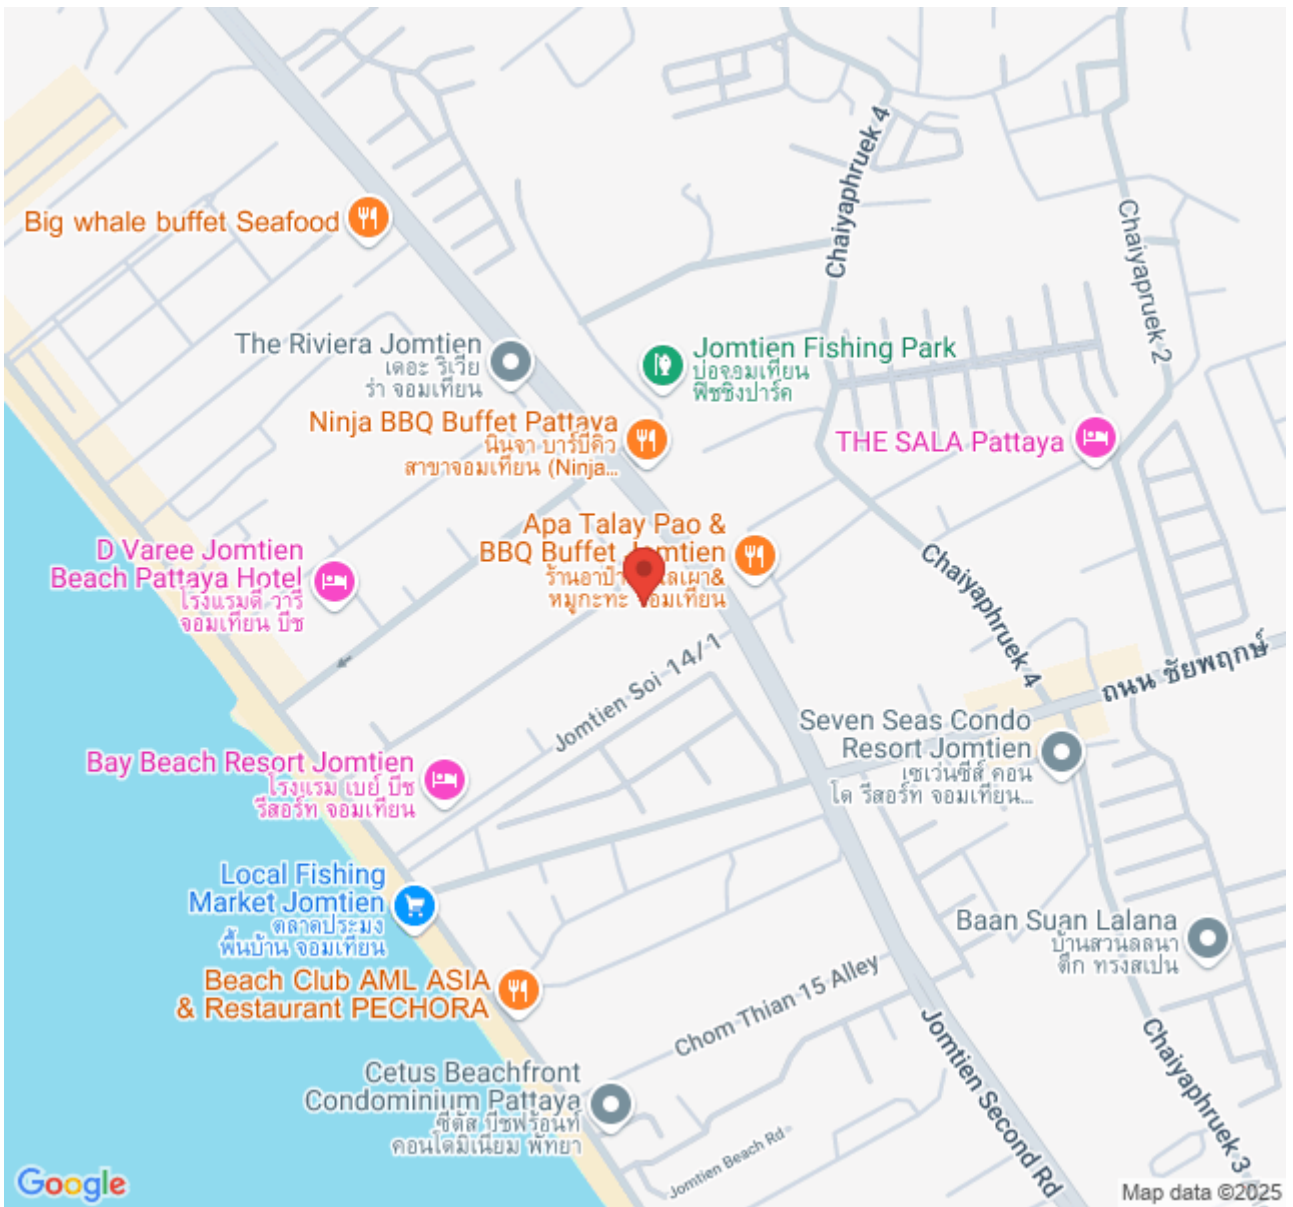 Chaiyaphruek 4
Chaiyapruek 2
Big whale buffet Seafood
The Riviera Jomtien
เดอะ ริเวีย
ร่า จอมเทียน
Jomtien Fishing Park
บ่อจอมเทียน
ฟิชชิ่งปาร์ค
Ninja BBQ Buffet Pattaya
นินจา บาร์บีคิว
สาขาจอมเทียน (Ninja...
THE SALA Pattaya
Apa Talay Pao &
BBQ Buffet Jomtien
หมูกะทะ จอมเทียน
D Varee Jomtien
Beach Pattaya Hotel
โรงแรมดี วารี
จอมเทียน บีช
Chaiyaphruek 4
ถนน ชัยพฤกษ์
Jomtien Soi 14/1
Seven Seas Condo
Resort Jomtien
เซเว่นซีส์ คอน
โด รีสอร์ท จอมเทียน...
Bay Beach Resort Jomtien
โรงแรม เบย์ บีช
รีสอร์ท จอมเทียน
Local Fishing
Market Jomtien
ตลาดประมง
พื้นบ้าน จอมเทียน
Baan Suan Lalana
บ้านสวนลลนา
ตึก ทรงสเปน
Beach Club AML ASIA
& Restaurant PECHORA
Chom Thian 15 Alley
Jomtien Second Rd
Chaiyaphruek 3
Cetus Beachfront
Condominium Pattaya
ซีตัส บีชฟร้อนท์
คอนโดมิเนียม พัทยา
Jomtien Beach Rd
Google
Map data ©2025